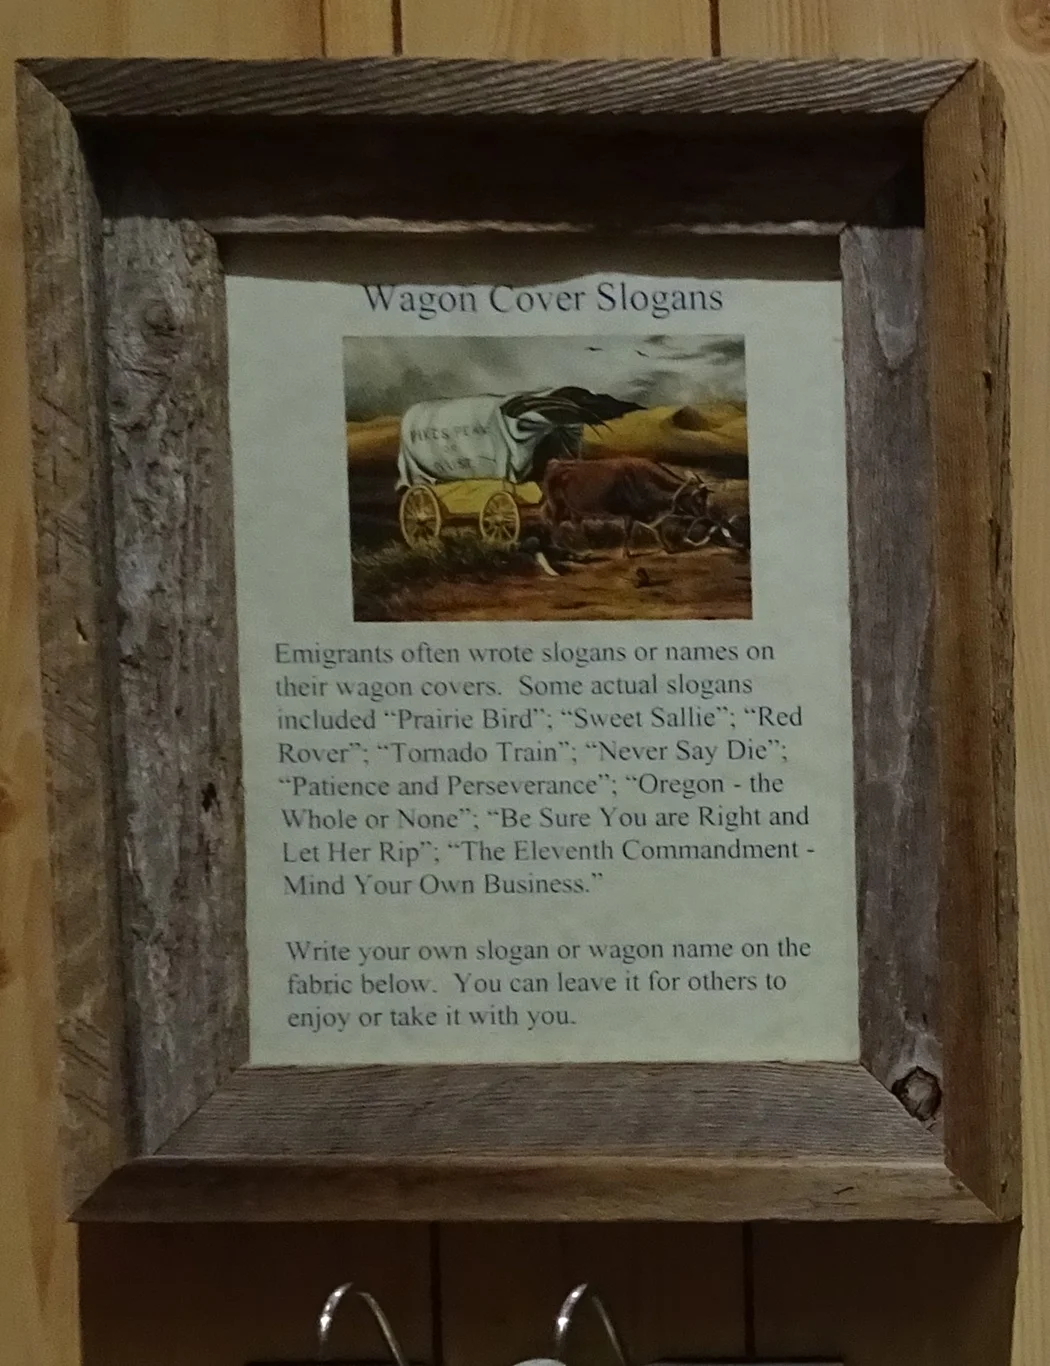 Wagon Cover Slogans
PIKES PEAK
Emigrants often wrote slogans or names on
their wagon covers. Some actual slogans
included “Prairie Bird”; “Sweet Sallie”; “Red
Rover”; “Tornado Train”; “Never Say Die”;
“Patience and Perseverance”; “Oregon - the
Whole or None”; “Be Sure You are Right and
Let Her Rip”; “The Eleventh Commandment -
Mind Your Own Business.”
Write your own slogan or wagon name on the
fabric below. You can leave it for others to
enjoy or take it with you.